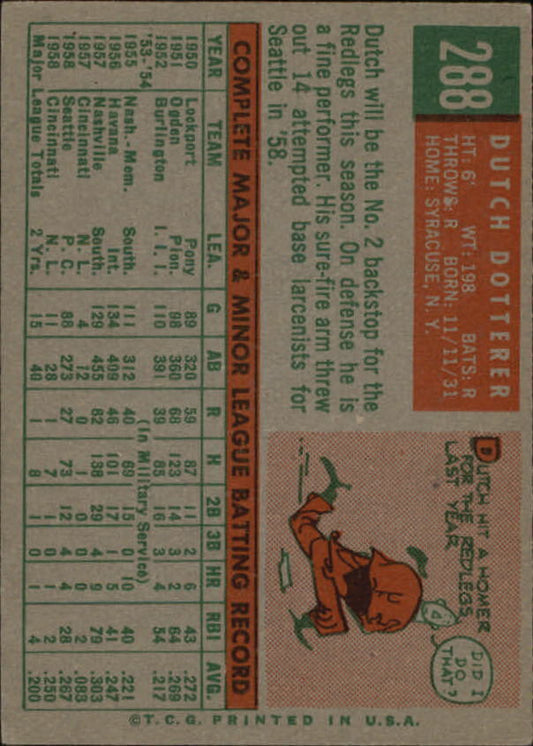 288
DUTCH DOTTERER
HT: 6' WT: 198 BATS: R
THROWS: R BORN: 11/11/31
HOME: SYRACUSE, N. Y.
Dutch will be the No. 2 backstop for the
Redlegs this season. On defense he is
a fine performer. His sure-fire arm threw
out 14 attempted base larcenists for
Seattle in '58.
DUTCH HIT A HOMER
FOR THE REDLEGS
LAST YEAR.
DID I
DO
THAT?
COMPLETE MAJOR & MINOR LEAGUE BATTING RECORD
YEAR TEAM LEA. G AB R H 2B 3B HR RBI AVG.
1950 Lockport Pony 89 320 59 87 11 2 6 43 .272
1951 Ogden Pion. 98 360 68 123 14 3 2 64 .269
1952 Burlington I. I. I. 110 391 39 85 16 3 4 54 .217
'53-'54 (In Military Service)
1955 Nash.-Mem. South. 111 312 40 69 15 0 10 40 .221
1956 Havana Int. 134 409 46 101 17 1 5 41 .247
1957 Nashville South. 129 455 62 138 29 4 9 79 .303
1957 Cincinnati N. L. 4 12 0 1 0 0 0 2 .083
1958 Seattle P. C. 88 273 27 73 12 4 4 28 .267
1958 Cincinnati N. L. 11 28 1 7 1 0 1 2 .250
Major League Totals 2 Yrs. 15 40 1 8 1 0 1 4 .200
©T.C.G. PRINTED IN U.S.A.